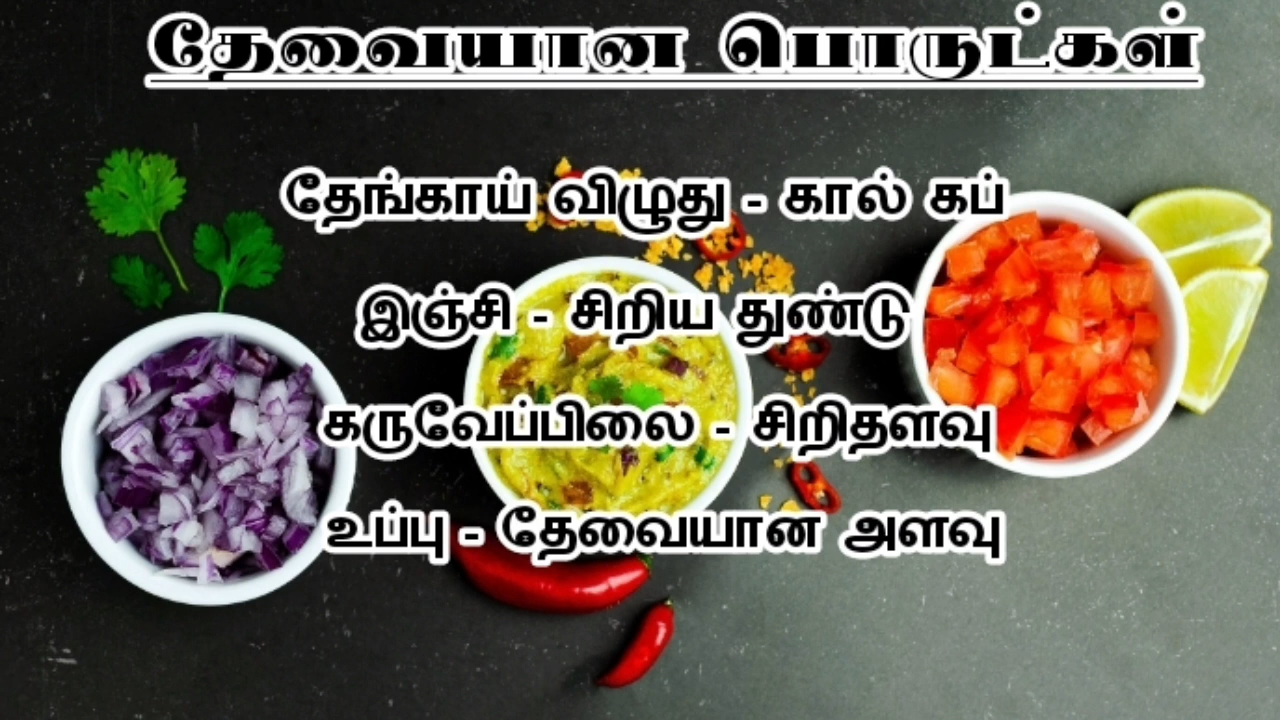 தேவையான பொருட்கள்
தேங்காய் விழுது - கால் கப்
இஞ்சி - சிறிய துண்டு
கருவேப்பிலை - சிறிதளவு
உப்பு - தேவையான அளவு